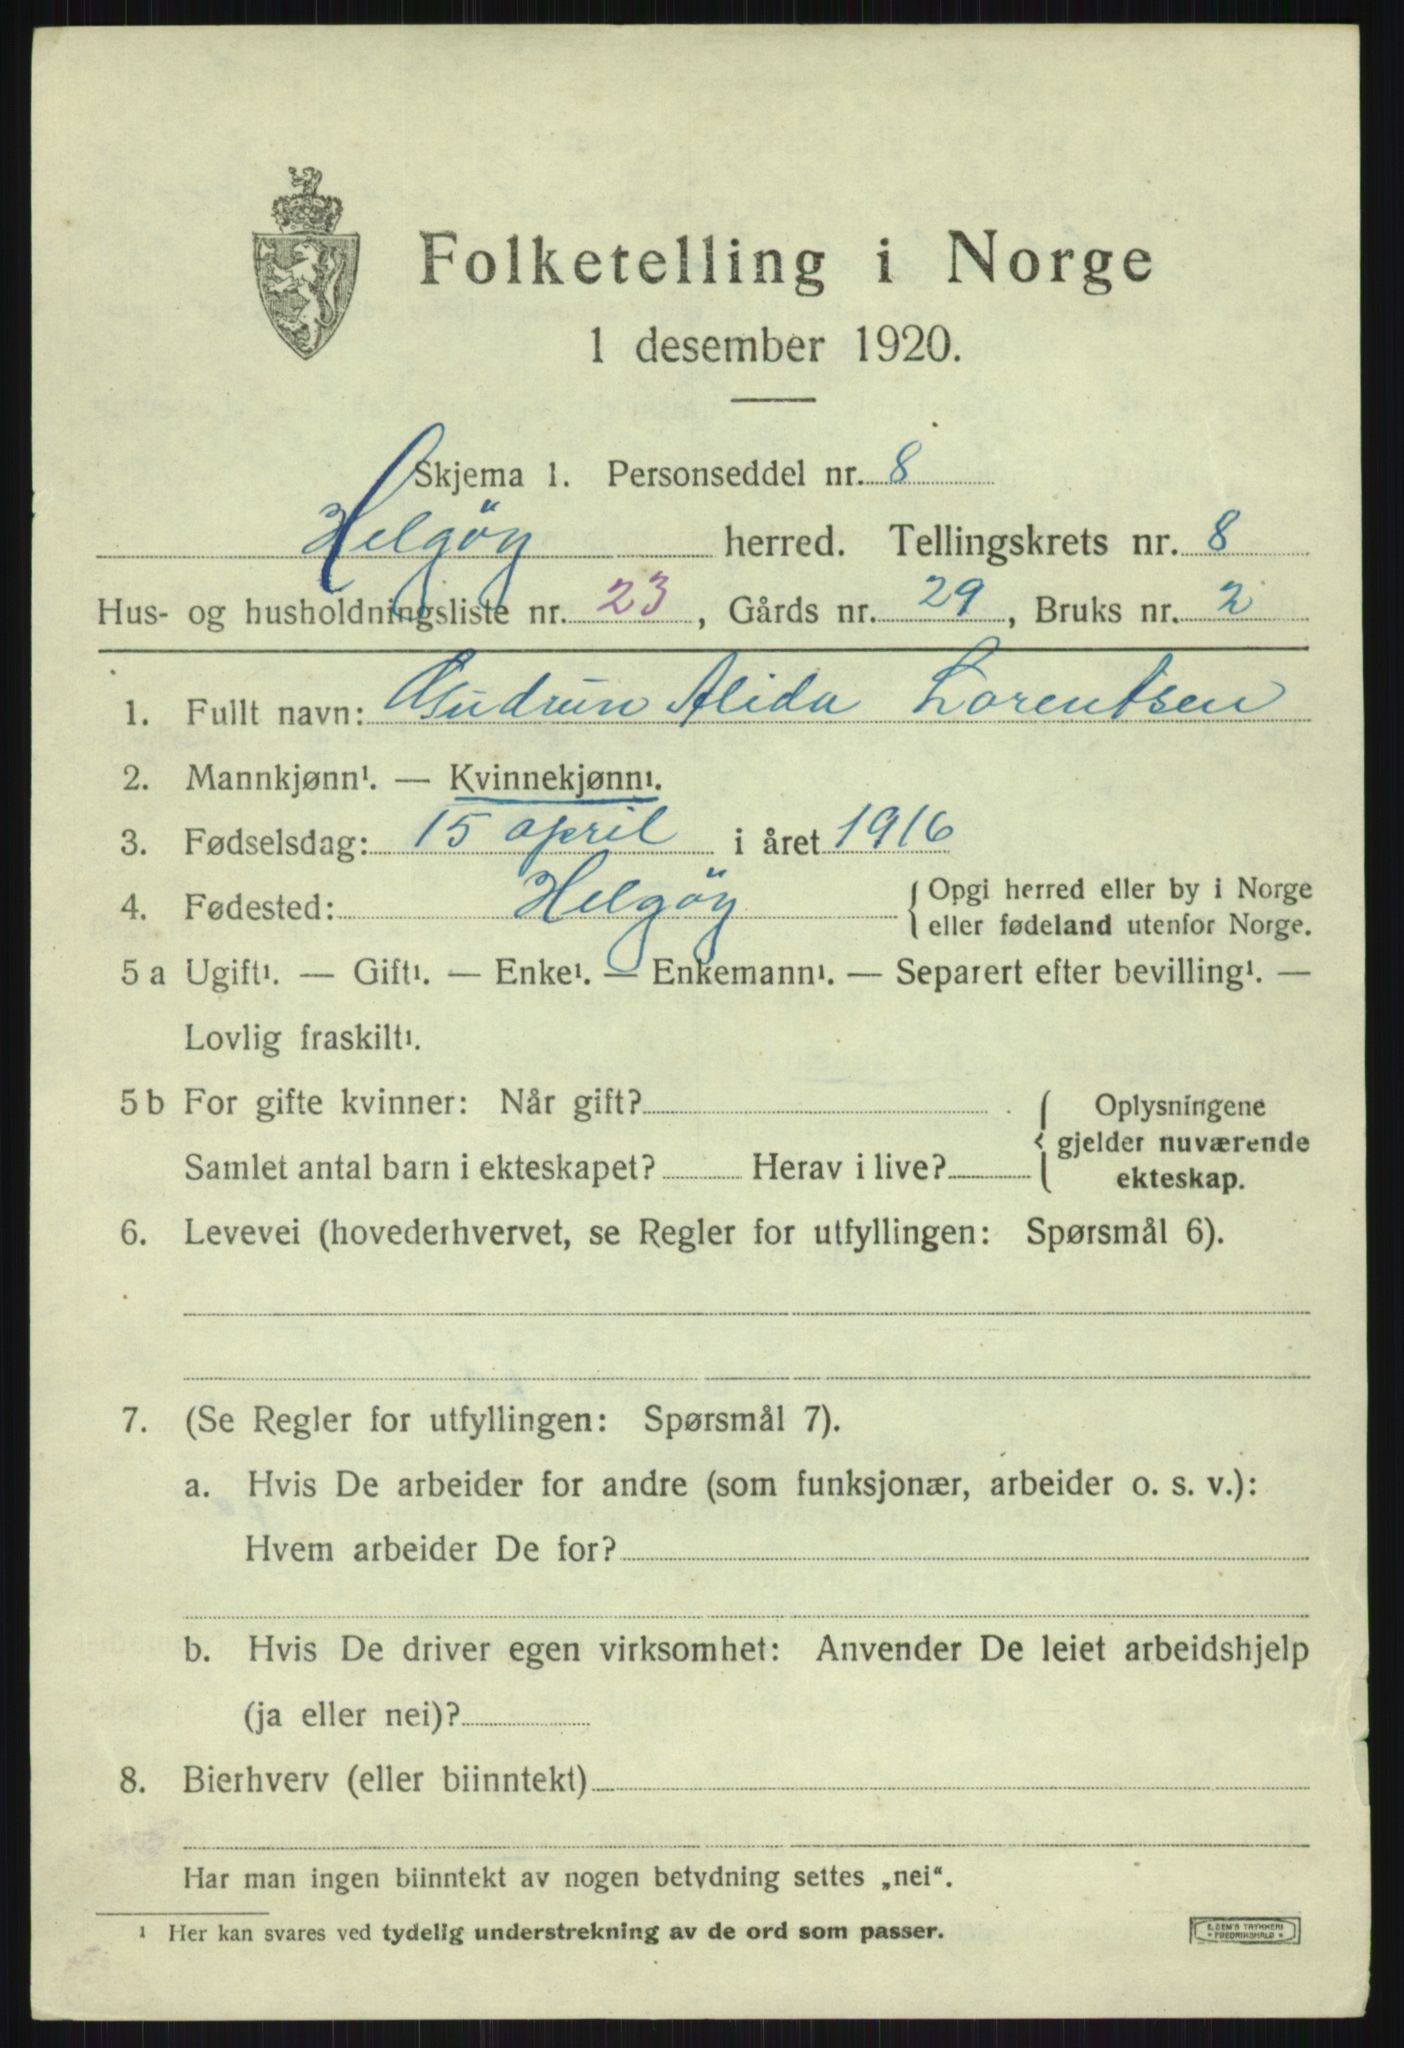 Folketelling i Norge
1 desember 1920.
Skjema 1. Personseddel nr. 8
Helgöy herred. Tellingskrets nr. 8
Hus- og husholdningsliste nr. 23, Gårds nr. 29, Bruks nr. 2
1. Fullt navn: Gudrun Alida Lorentsen
2. Mannkjønn¹. — Kvinnekjønn¹.
3. Fødselsdag: 15 april i året 1916
4. Fødested: Helgöy { Opgi herred eller by i Norge
eller fødeland utenfor Norge.
5 a Ugift¹. — Gift¹. — Enke¹. — Enkemann¹. — Separert efter bevilling¹. —
Lovlig fraskilt¹.
5 b For gifte kvinner: Når gift? { Oplysningene
gjelder nuværende
Samlet antal barn i ekteskapet? Herav i live? ekteskap.
6. Levevei (hovederhvervet, se Regler for utfyllingen: Spørsmål 6).
7. (Se Regler for utfyllingen: Spørsmål 7).
a. Hvis De arbeider for andre (som funksjonær, arbeider o. s. v.):
Hvem arbeider De for?
b. Hvis De driver egen virksomhet: Anvender De leiet arbeidshjelp
(ja eller nei)?
8. Bierhverv (eller biinntekt)
Har man ingen biinntekt av nogen betydning settes „nei“.
¹ Her kan svares ved tydelig understrekning av de ord som passer.
E. SEM'S TRYKKERI
FREDRIKSHALD